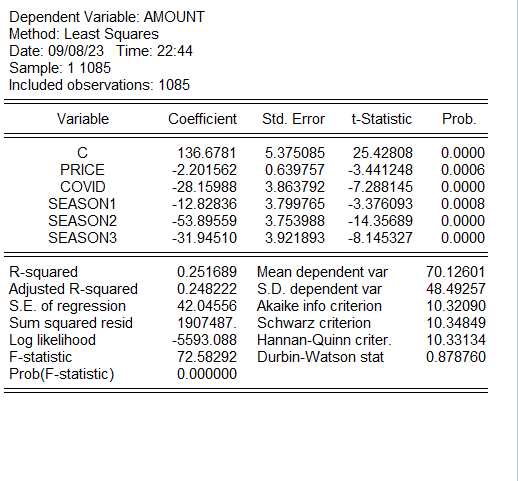 Dependent Variable: AMOUNT
Method: Least Squares
Date: 09/08/23 Time: 22:44
Sample: 1 1085
Included observations: 1085
Variable Coefficient Std. Error t-Statistic Prob.
C 136.6781 5.375085 25.42808 0.0000
PRICE -2.201562 0.639757 -3.441248 0.0006
COVID -28.15988 3.863792 -7.288145 0.0000
SEASON1 -12.82836 3.799765 -3.376093 0.0008
SEASON2 -53.89559 3.753988 -14.35689 0.0000
SEASON3 -31.94510 3.921893 -8.145327 0.0000
R-squared 0.251689 Mean dependent var 70.12601
Adjusted R-squared 0.248222 S.D. dependent var 48.49257
S.E. of regression 42.04556 Akaike info criterion 10.32090
Sum squared resid 1907487. Schwarz criterion 10.34849
Log likelihood -5593.088 Hannan-Quinn criter. 10.33134
F-statistic 72.58292 Durbin-Watson stat 0.878760
Prob(F-statistic) 0.000000